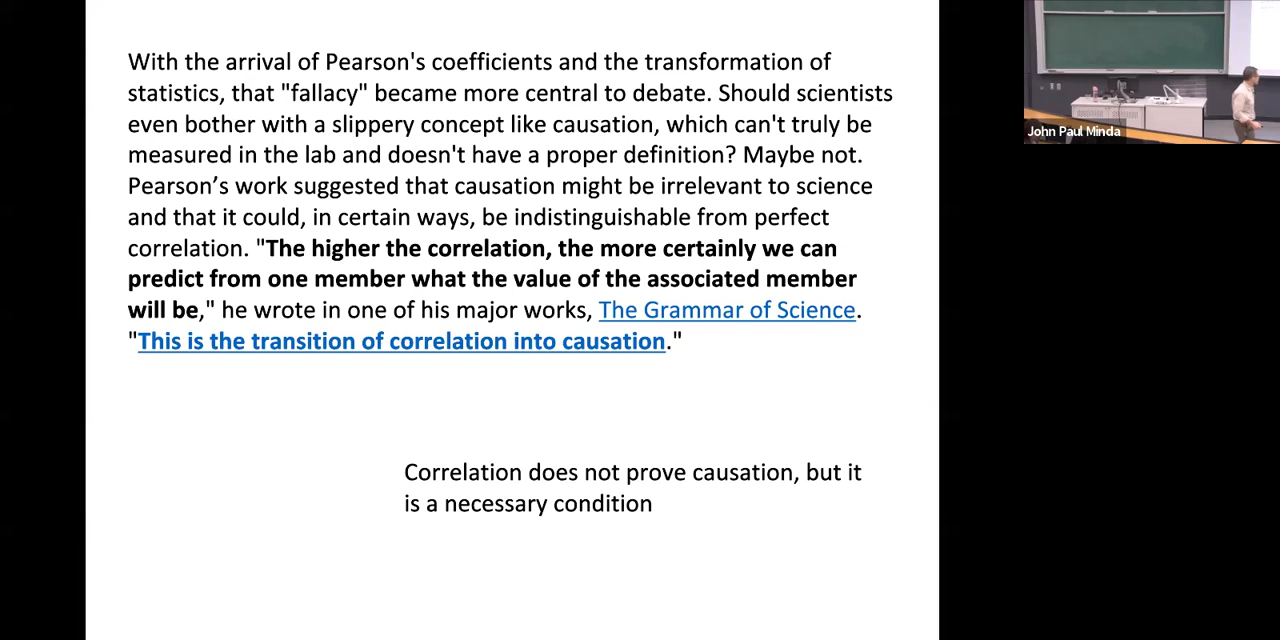 With the arrival of Pearson's coefficients and the transformation of
statistics, that "fallacy" became more central to debate. Should scientists
even bother with a slippery concept like causation, which can't truly be
measured in the lab and doesn't have a proper definition? Maybe not.
Pearson’s work suggested that causation might be irrelevant to science
and that it could, in certain ways, be indistinguishable from perfect
correlation. "The higher the correlation, the more certainly we can
predict from one member what the value of the associated member
will be," he wrote in one of his major works, The Grammar of Science.
"This is the transition of correlation into causation."
Correlation does not prove causation, but it
is a necessary condition
John Paul Minda